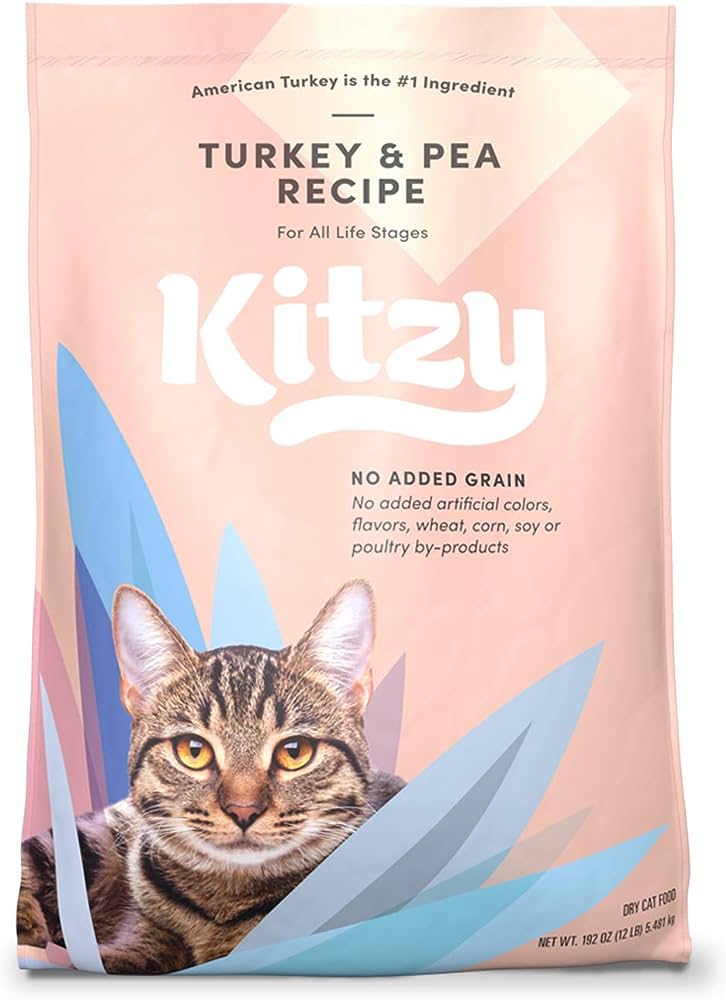 American Turkey is the #1 Ingredient
TURKEY & PEA
RECIPE
For All Life Stages
Kitzy
NO ADDED GRAIN
No added artificial colors,
flavors, wheat, corn, soy or
poultry by-products
DRY CAT FOOD
NET WT. 192 OZ (12 LB) 5.481 kg